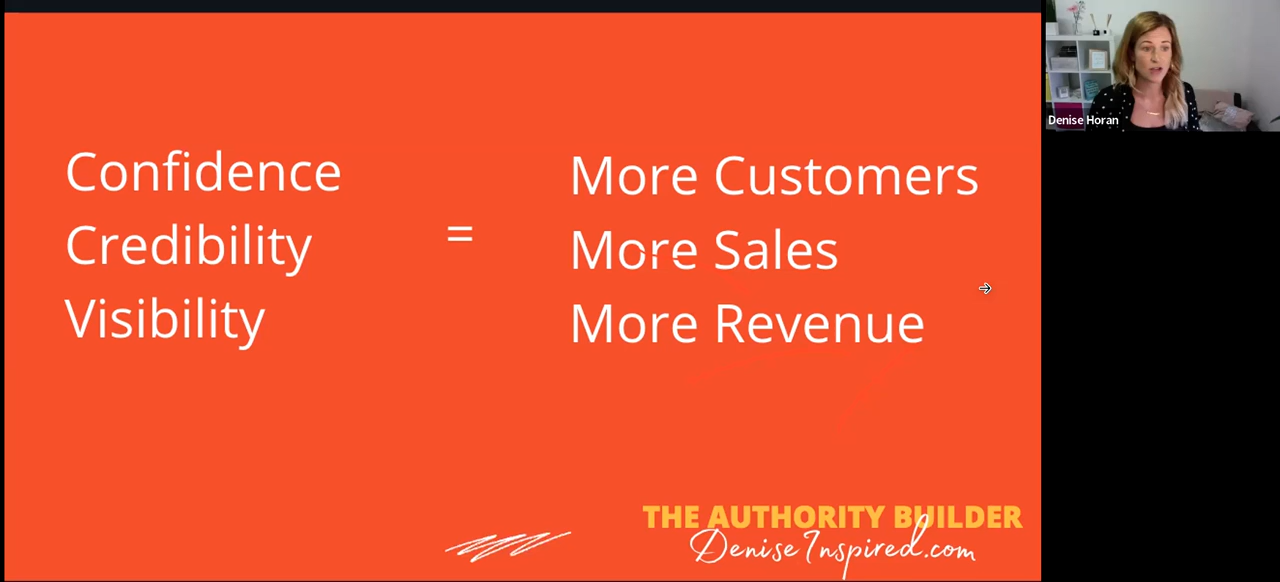 Confidence
Credibility
Visibility
=
More Customers
More Sales
More Revenue
THE AUTHORITY BUILDER
DeniseInspired.com
Denise Horan